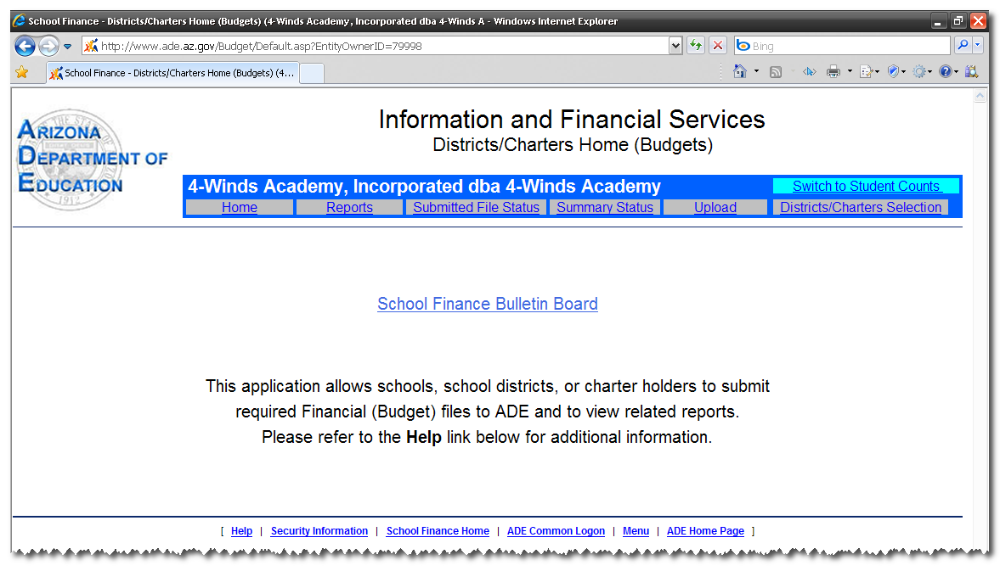 School Finance - Districts/Charters Home (Budgets) (4-Winds Academy, Incorporated dba 4-Winds A - Windows Internet Explorer
http://www.ade.az.gov/Budget/Default.asp?EntityOwnerID=79998
Bing
School Finance - Districts/Charters Home (Budgets) (4...
ARIZONA
DEPARTMENT OF
EDUCATION
1912
Information and Financial Services
Districts/Charters Home (Budgets)
4-Winds Academy, Incorporated dba 4-Winds Academy Switch to Student Counts
Home Reports Submitted File Status Summary Status Upload Districts/Charters Selection
School Finance Bulletin Board
This application allows schools, school districts, or charter holders to submit
required Financial (Budget) files to ADE and to view related reports.
Please refer to the Help link below for additional information.
[ Help | Security Information | School Finance Home | ADE Common Logon | Menu | ADE Home Page ]